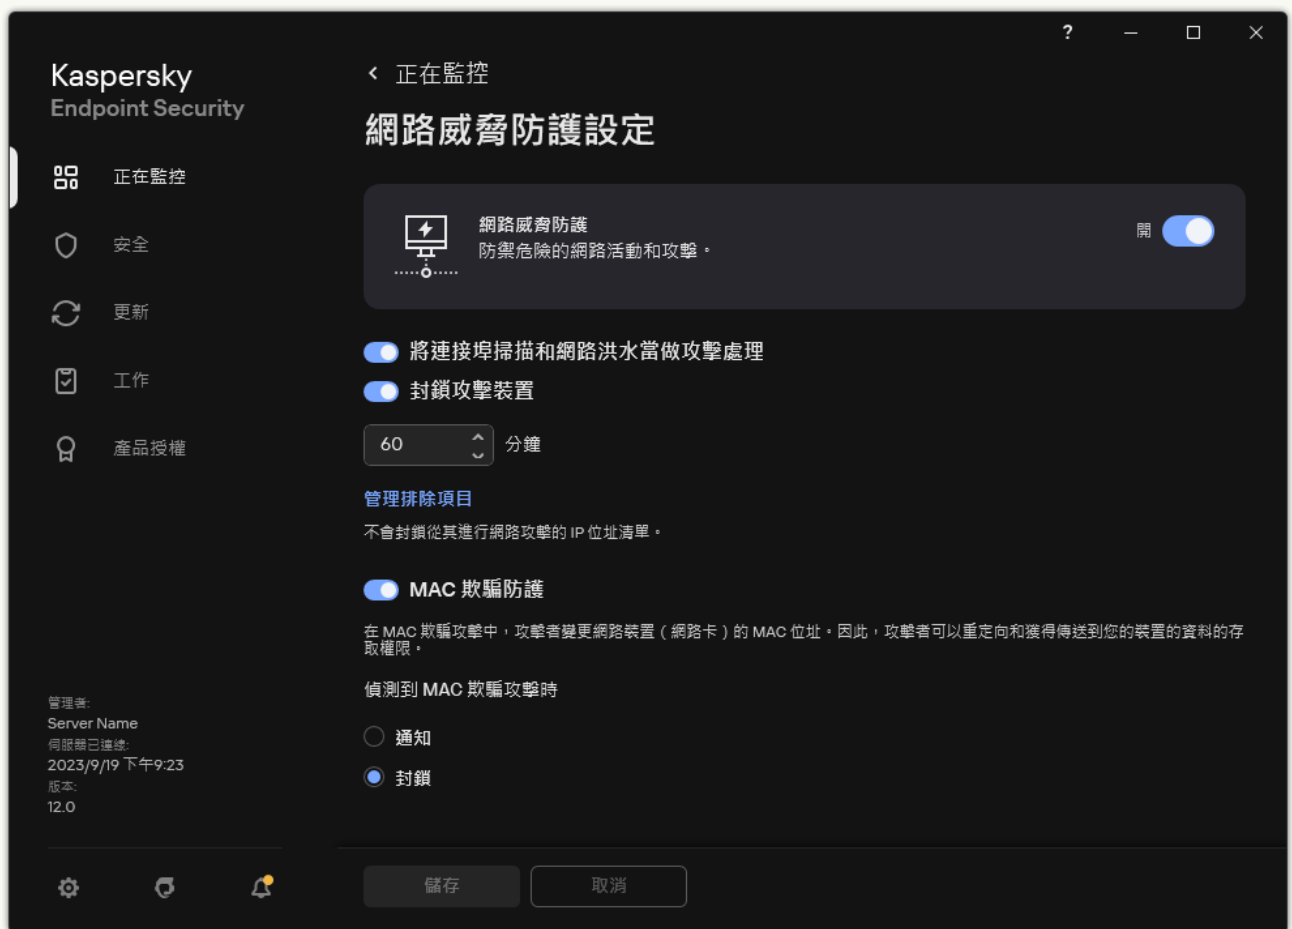 ?
Kaspersky
Endpoint Security
正在監控
安全
更新
工作
產品授權
管理者:
Server Name
伺服器已連線:
2023/9/19 下午9:23
版本:
12.0
正在監控
網路威脅防護設定
網路威脅防護
防禦危險的網路活動和攻擊。
開
將連接埠掃描和網路洪水當做攻擊處理
封鎖攻擊裝置
60 分鐘
管理排除項目
不會封鎖從其進行網路攻擊的 IP 位址清單。
MAC 欺騙防護
在 MAC 欺騙攻擊中，攻擊者變更網路裝置 ( 網路卡 ) 的 MAC 位址。因此，攻擊者可以重定向和獲得傳送到您的裝置的資料的存
取權限。
偵測到 MAC 欺騙攻擊時
通知
封鎖
儲存
取消